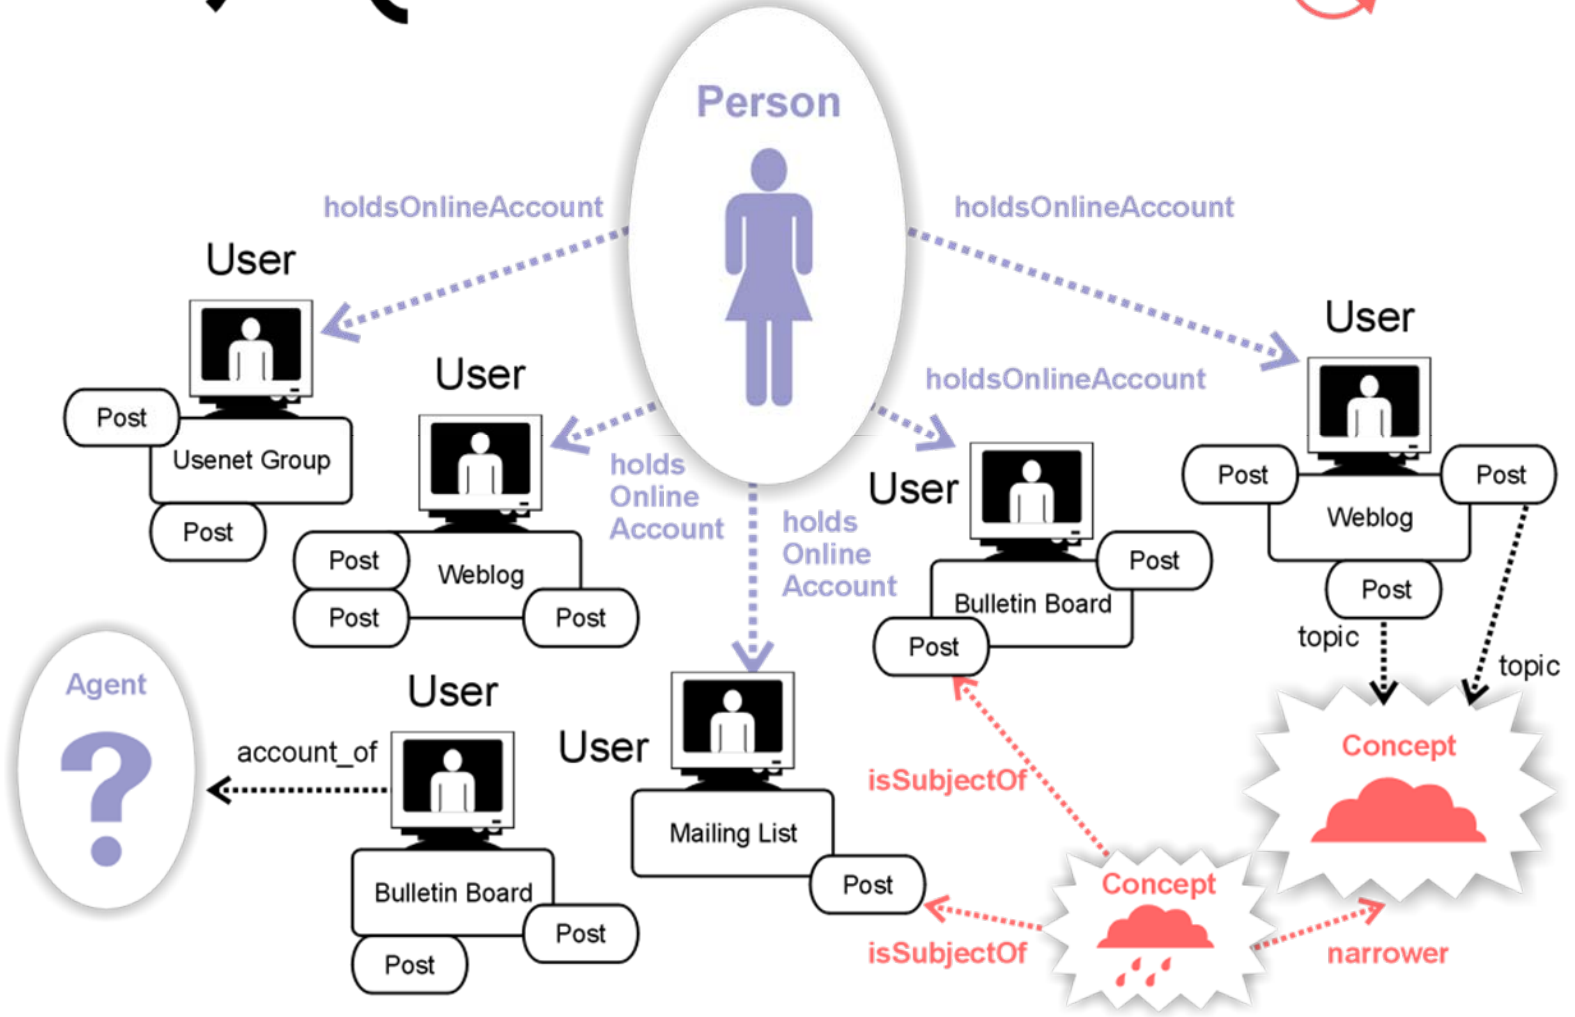 Person
holdsOnlineAccount
holdsOnlineAccount
User
User
User
holdsOnlineAccount
Post
Usenet Group
Post
holds
Online
Account
User
Post
Weblog
Post
Post
holds
Online
Account
Post
Bulletin Board
Post
Post
Post
Weblog
Post
topic
topic
Agent
User
account_of
User
Concept
isSubjectOf
Mailing List
Post
Bulletin Board
Post
Post
Concept
isSubjectOf
narrower